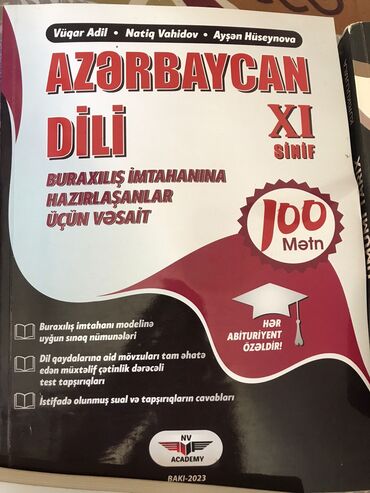 Vüqar Adil • Natiq Vahidov • Ayşən Hüseynova
AZƏRBAYCAN
DİLİ
XI
SİNİF
BURAXILIŞ İMTAHANINA
HAZIRLAŞANLAR
ÜÇÜN VƏSAİT
100
Mətn
HƏR
ABİTURİYENT
ÖZƏLDİR!
Buraxılış imtahanı modelinə
uyğun sınaq nümunələri
Dil qaydalarına aid mövzuları tam əhatə
edən müxtəlif çətinlik dərəcəli
test tapşırıqları
İstifadə olunmuş sual və tapşırıqların cavabları
NV
ACADEMY
BAKI-2023